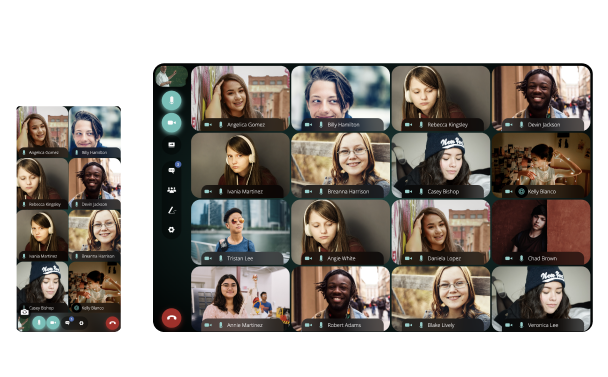 Angelica Gomez
Billy Hamilton
Rebecca Kingsley
Devin Jackson
Ivania Martinez
Breanna Harrison
Casey Bishop
Kelly Blanco
Angelica Gomez
Billy Hamilton
Rebecca Kingsley
Devin Jackson
Ivania Martinez
Breanna Harrison
Casey Bishop
Kelly Blanco
Tristan Lee
Angie White
Daniela Lopez
Chad Brown
Annie Martinez
Robert Adams
Blake Lively
Veronica Lee